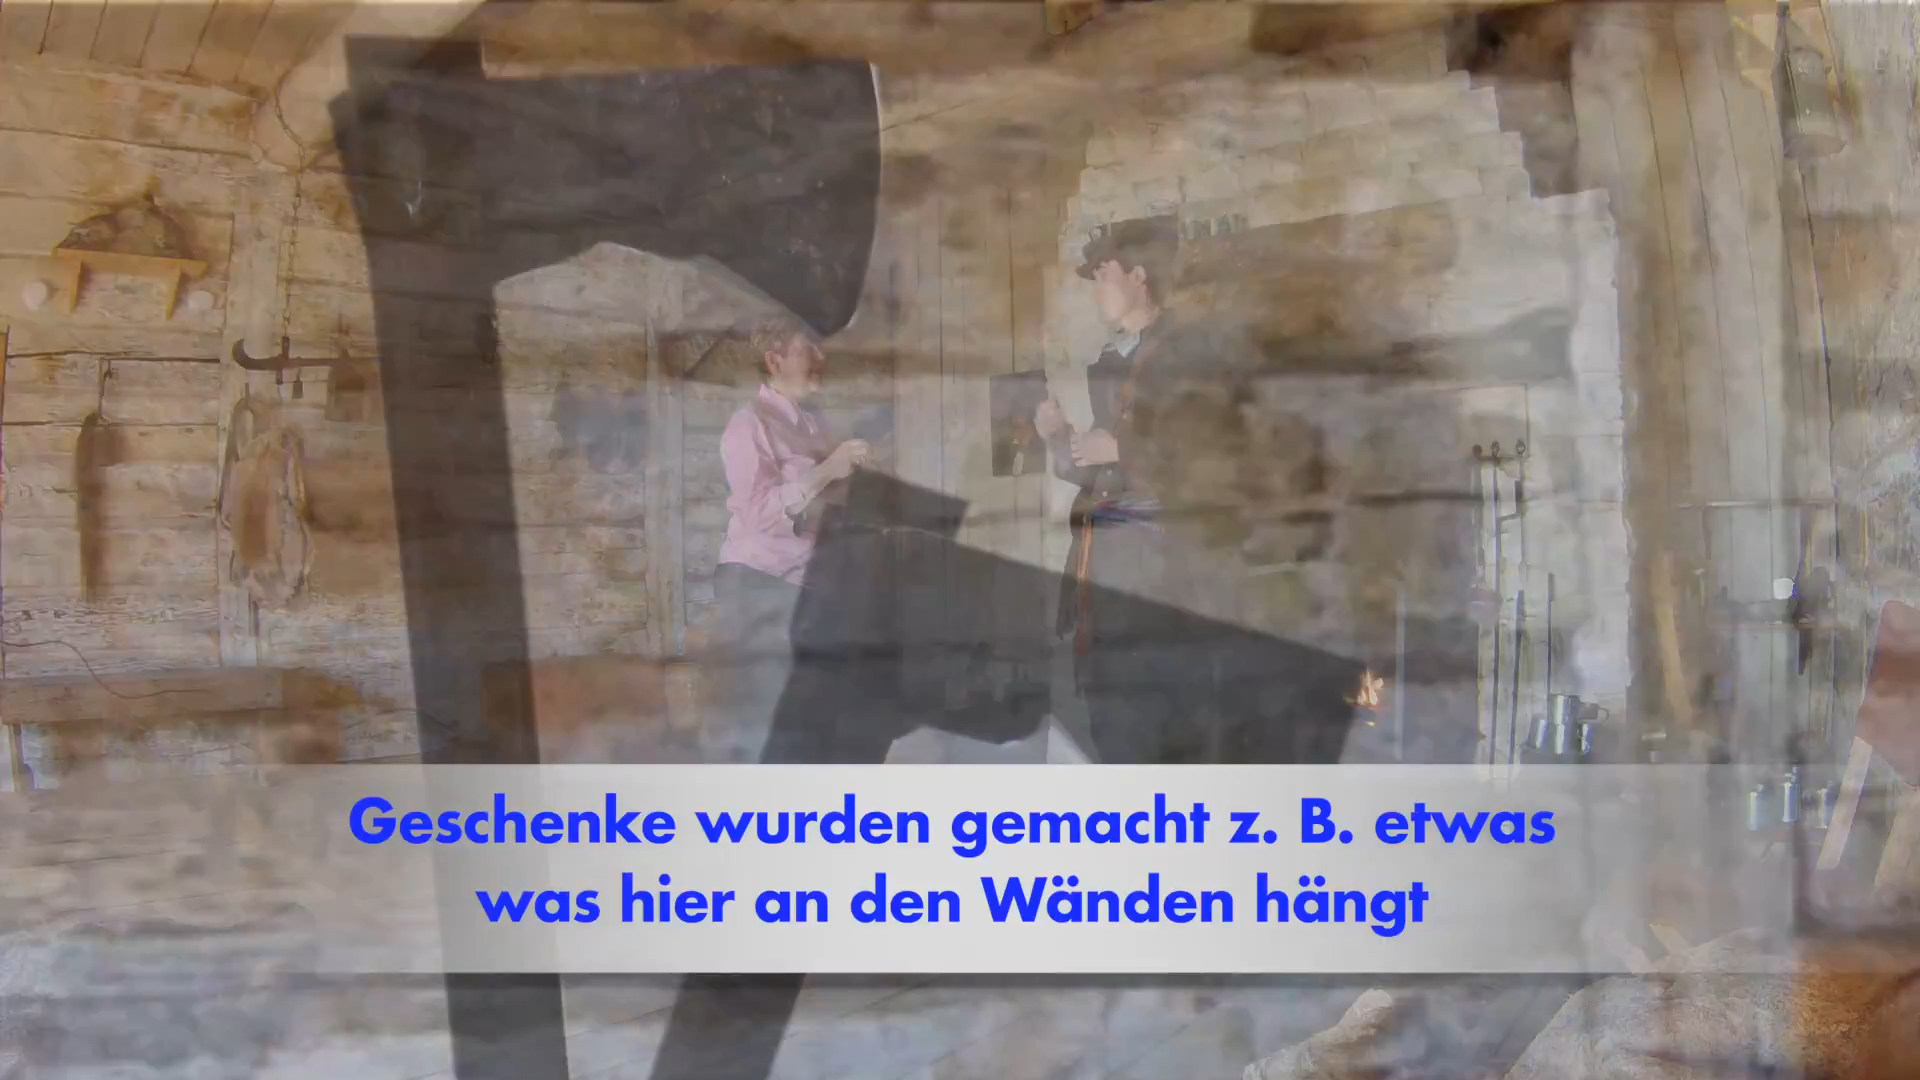 Geschenke wurden gemacht z. B. etwas
was hier an den Wänden hängt